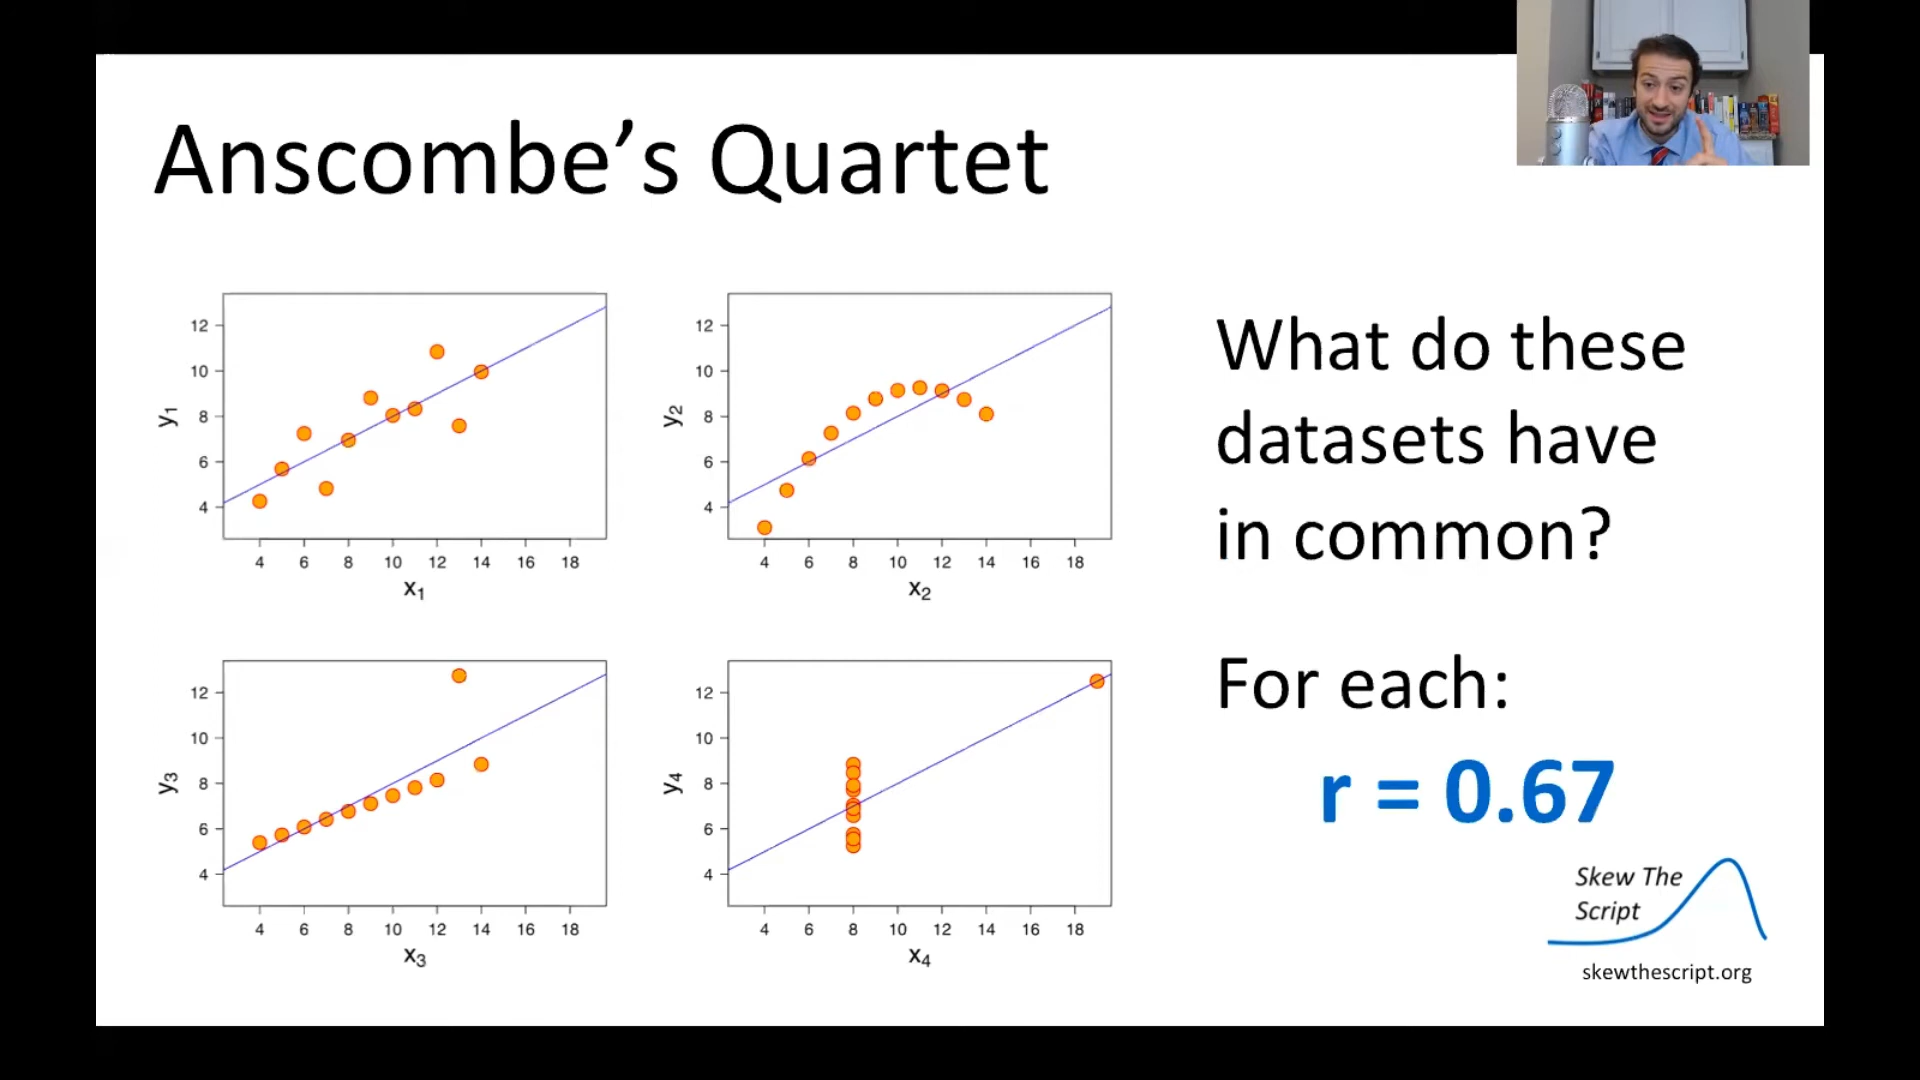 Anscombe’s Quartet
12
10
8
6
4
y1
4 6 8 10 12 14 16 18
x1
12
10
8
6
4
y2
4 6 8 10 12 14 16 18
x2
12
10
8
6
4
y3
4 6 8 10 12 14 16 18
x3
12
10
8
6
4
y4
4 6 8 10 12 14 16 18
x4
What do these
datasets have
in common?
For each:
r = 0.67
Skew The
Script
skewthescript.org